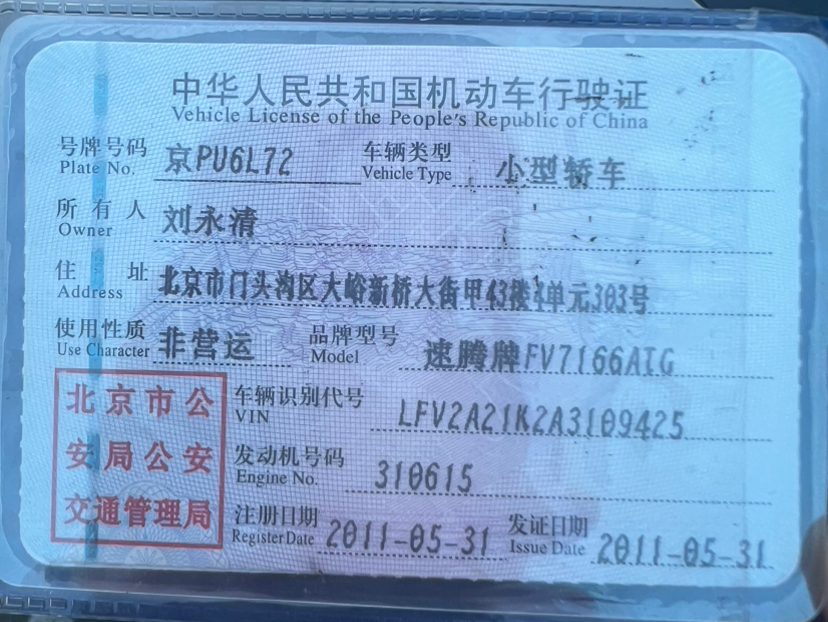 中华人民共和国机动车行驶证
Vehicle License of the People's Republic of China
号牌号码 京PU6L72 车辆类型 小型轿车
Plate No. Vehicle Type
所有人 刘永清
Owner
住址 北京市门头沟区大峪新桥大街甲43楼4单元303号
Address
使用性质 非营运 品牌型号 速腾牌FV7166AIG
Use Character Model
北京市公安局公安交通管理局
车辆识别代号 LFV2A21K2A3109425
VIN
发动机号码 310615
Engine No.
注册日期 2011-05-31 发证日期 2011-05-31
Register Date Issue Date